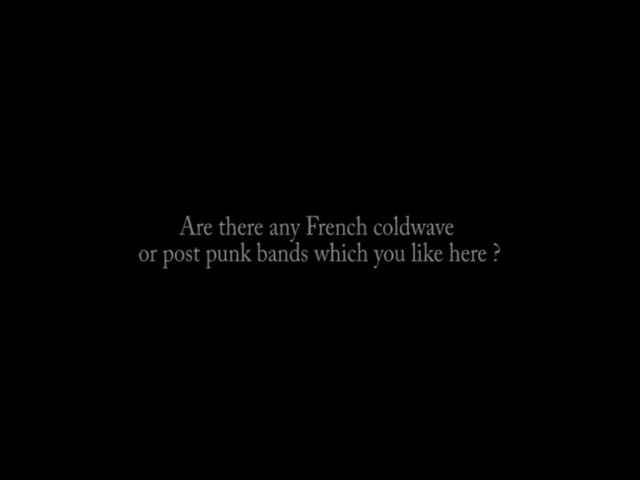 Are there any French coldwave
or post punk bands which you like here ?